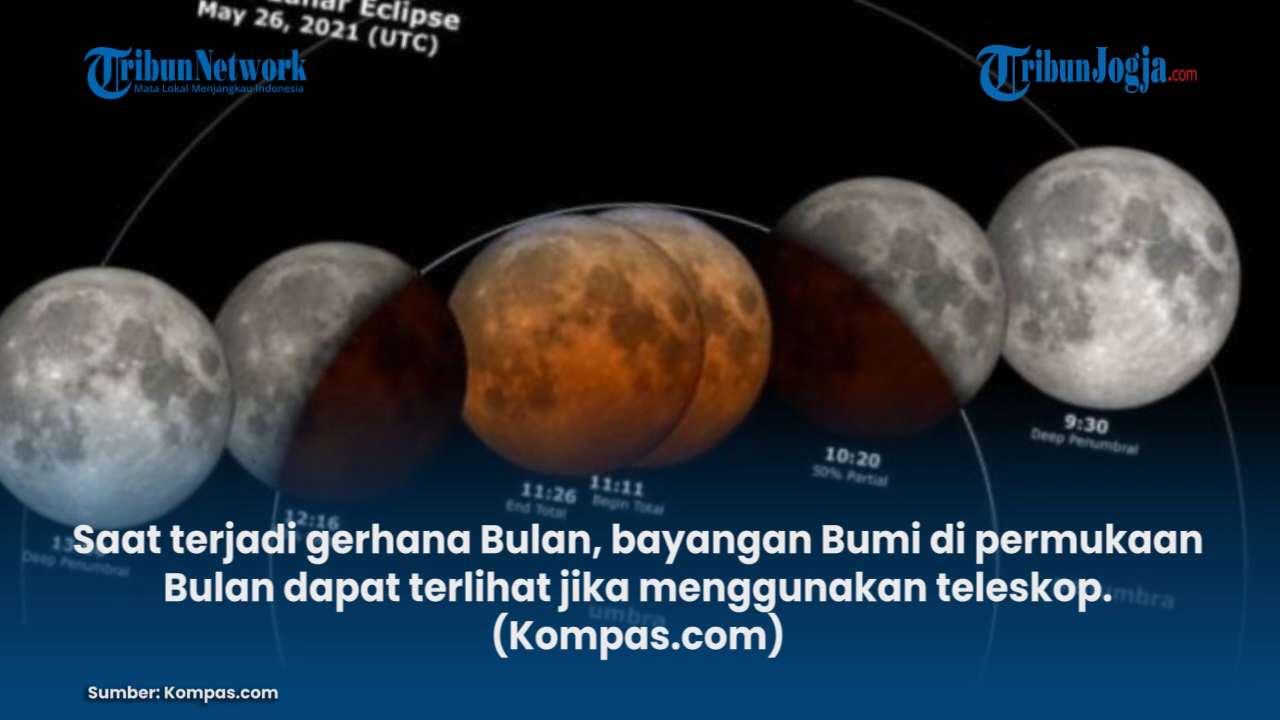 Lunar Eclipse
May 26, 2021 (UTC)
TribunNetwork
Mata Lokal Menjangkau Indonesia
TribunJogja.com
9:30
Deep Penumbral
10:20
50% Partial
11:11
Begin Total
11:26
End Total
12:16
Deep Penumbral
Saat terjadi gerhana Bulan, bayangan Bumi di permukaan
Bulan dapat terlihat jika menggunakan teleskop.
(Kompas.com)
umbra
Sumber: Kompas.com